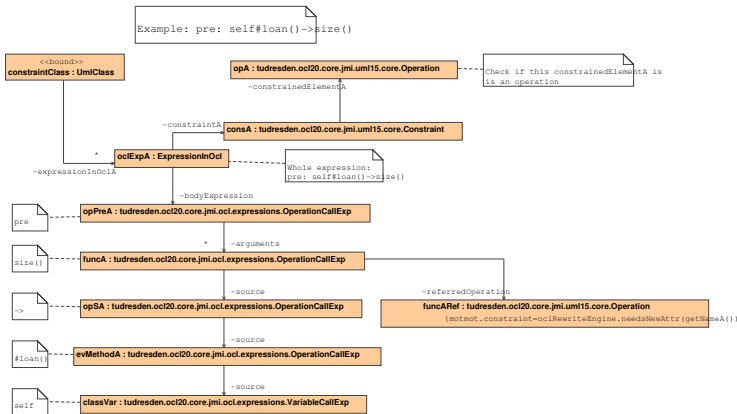 Example: pre: self#loan()->size()
<<bound>>
constraintClass : UmlClass
opA : tudresden.ocl20.core.jmi.uml15.core.Operation
Check if this constrainedElementA is
is an operation
-constrainedElementA
-constraintA
consA : tudresden.ocl20.core.jmi.uml15.core.Constraint
*
-expressionInOclA
oclExpA : ExpressionInOcl
Whole expression:
pre: self#loan()->size()
-bodyExpression
pre
opPreA : tudresden.ocl20.core.jmi.ocl.expressions.OperationCallExp
*
-arguments
size()
funcA : tudresden.ocl20.core.jmi.ocl.expressions.OperationCallExp
-source
-referredOperation
->
opSA : tudresden.ocl20.core.jmi.ocl.expressions.OperationCallExp
funcARef : tudresden.ocl20.core.jmi.uml15.core.Operation
{motmot.constraint=oclRewriteEngine.needsNewAttr(getNameA())
-source
#loan()
evMethodA : tudresden.ocl20.core.jmi.ocl.expressions.OperationCallExp
-source
self
classVar : tudresden.ocl20.core.jmi.ocl.expressions.VariableCallExp